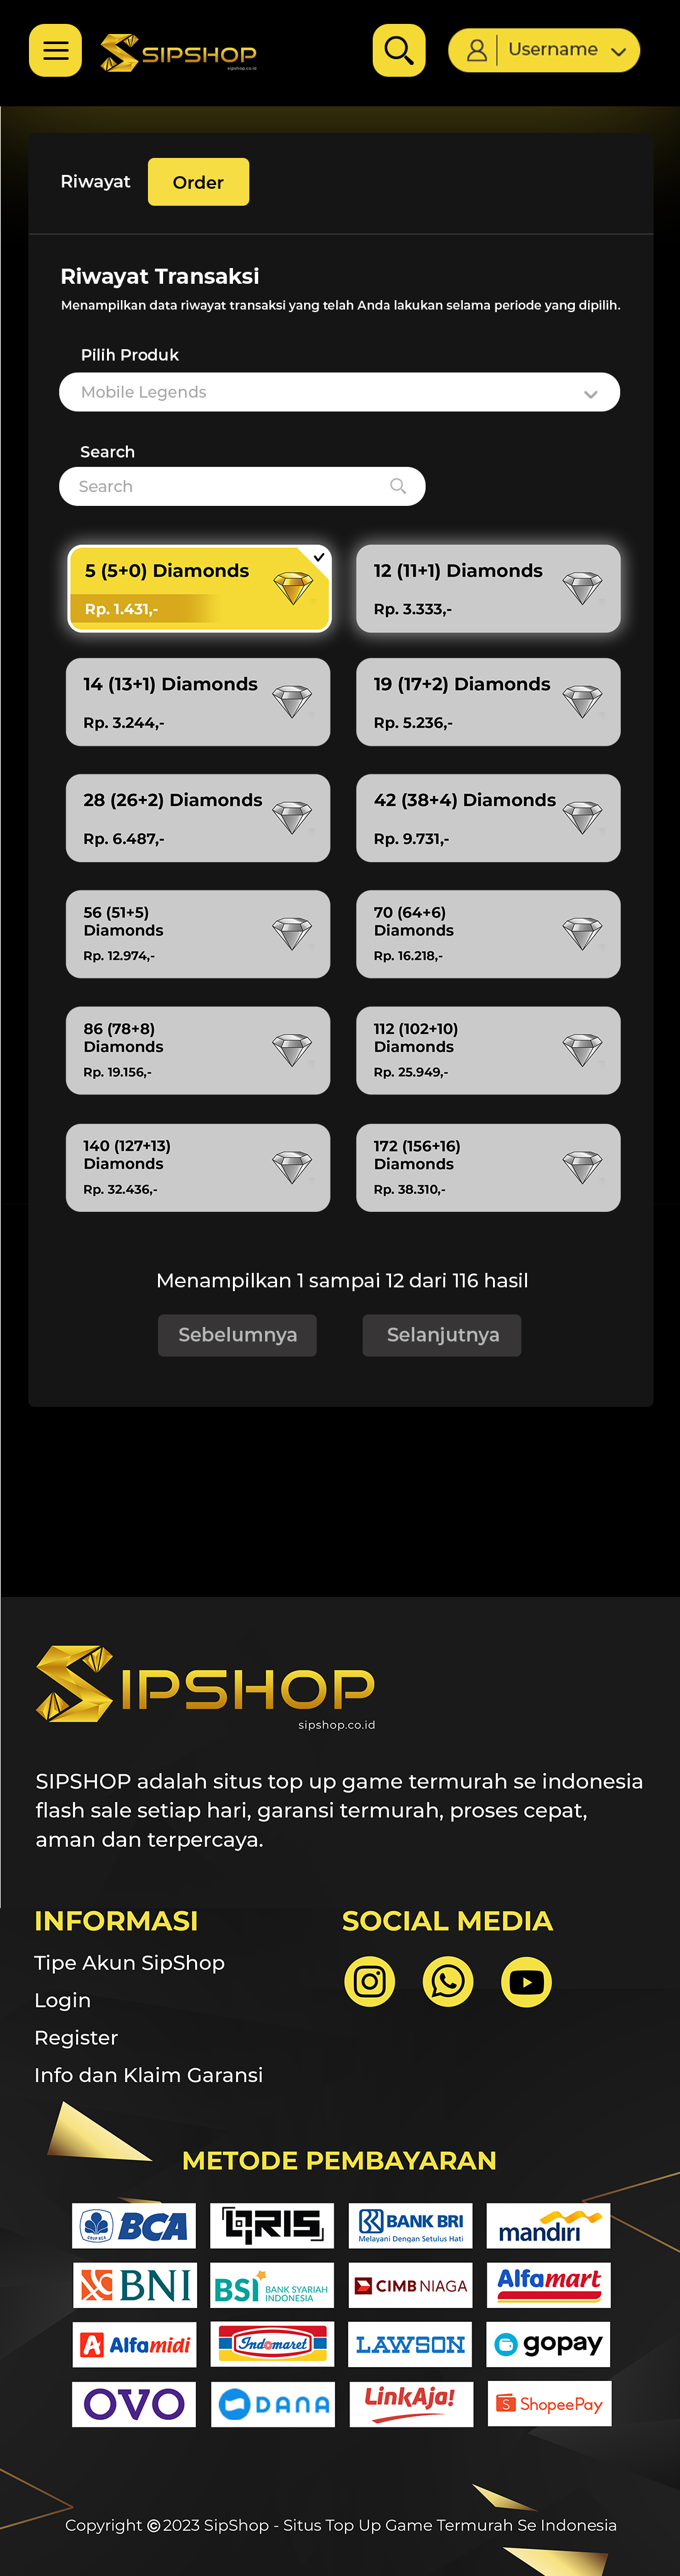 SIPSHOP
sipshop.co.id
Username
Riwayat
Order
Riwayat Transaksi
Menampilkan data riwayat transaksi yang telah Anda lakukan selama periode yang dipilih.
Pilih Produk
Mobile Legends
Search
Search
5 (5+0) Diamonds
Rp. 1.431,-
12 (11+1) Diamonds
Rp. 3.333,-
14 (13+1) Diamonds
Rp. 3.244,-
19 (17+2) Diamonds
Rp. 5.236,-
28 (26+2) Diamonds
Rp. 6.487,-
42 (38+4) Diamonds
Rp. 9.731,-
56 (51+5)
Diamonds
Rp. 12.974,-
70 (64+6)
Diamonds
Rp. 16.218,-
86 (78+8)
Diamonds
Rp. 19.156,-
112 (102+10)
Diamonds
Rp. 25.949,-
140 (127+13)
Diamonds
Rp. 32.436,-
172 (156+16)
Diamonds
Rp. 38.310,-
Menampilkan 1 sampai 12 dari 116 hasil
Sebelumnya
Selanjutnya
SIPSHOP
sipshop.co.id
SIPSHOP adalah situs top up game termurah se indonesia
flash sale setiap hari, garansi termurah, proses cepat,
aman dan terpercaya.
INFORMASI
Tipe Akun SipShop
Login
Register
Info dan Klaim Garansi
SOCIAL MEDIA
METODE PEMBAYARAN
BCA
QRIS
BANK BRI
Melayani Dengan Setulus Hati
mandiri
BNI
BSI BANK SYARIAH
INDONESIA
CIMB NIAGA
Alfamart
Alfamidi
Indomaret
LAWSON
gopay
OVO
DANA
LinkAja!
ShopeePay
Copyright © 2023 SipShop - Situs Top Up Game Termurah Se Indonesia